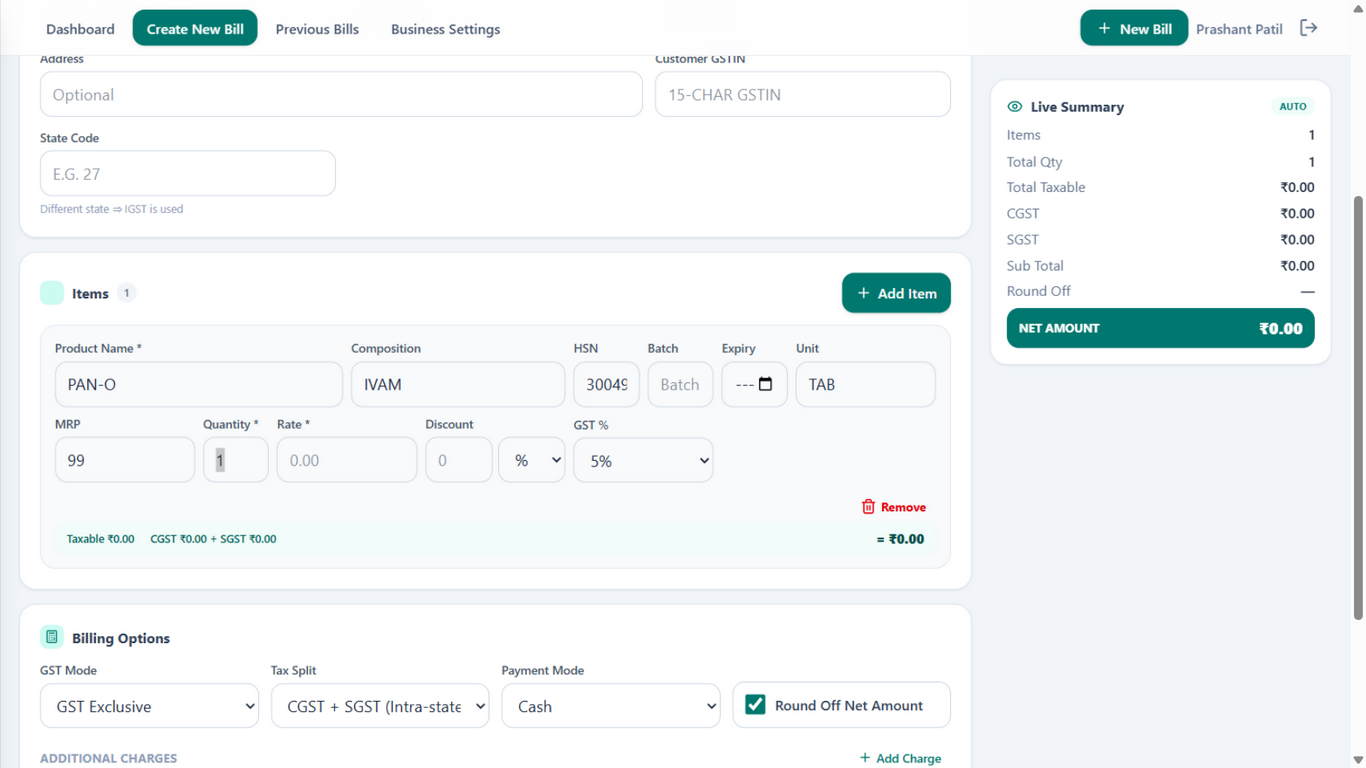 Dashboard Create New Bill Previous Bills Business Settings + New Bill Prashant Patil
Address Customer GSTIN
Optional 15-CHAR GSTIN
State Code
E.G. 27
Different state ⇒ IGST is used
Items 1 + Add Item
Product Name * Composition HSN Batch Expiry Unit
PAN-O IVAM 30049 Batch --- TAB
MRP Quantity * Rate * Discount GST %
99 1 0.00 0 % 5%
Remove
Taxable ₹0.00 CGST ₹0.00 + SGST ₹0.00 = ₹0.00
Billing Options
GST Mode Tax Split Payment Mode
GST Exclusive CGST + SGST (Intra-state Cash Round Off Net Amount
ADDITIONAL CHARGES + Add Charge
Live Summary AUTO
Items 1
Total Qty 1
Total Taxable ₹0.00
CGST ₹0.00
SGST ₹0.00
Sub Total ₹0.00
Round Off —
NET AMOUNT ₹0.00